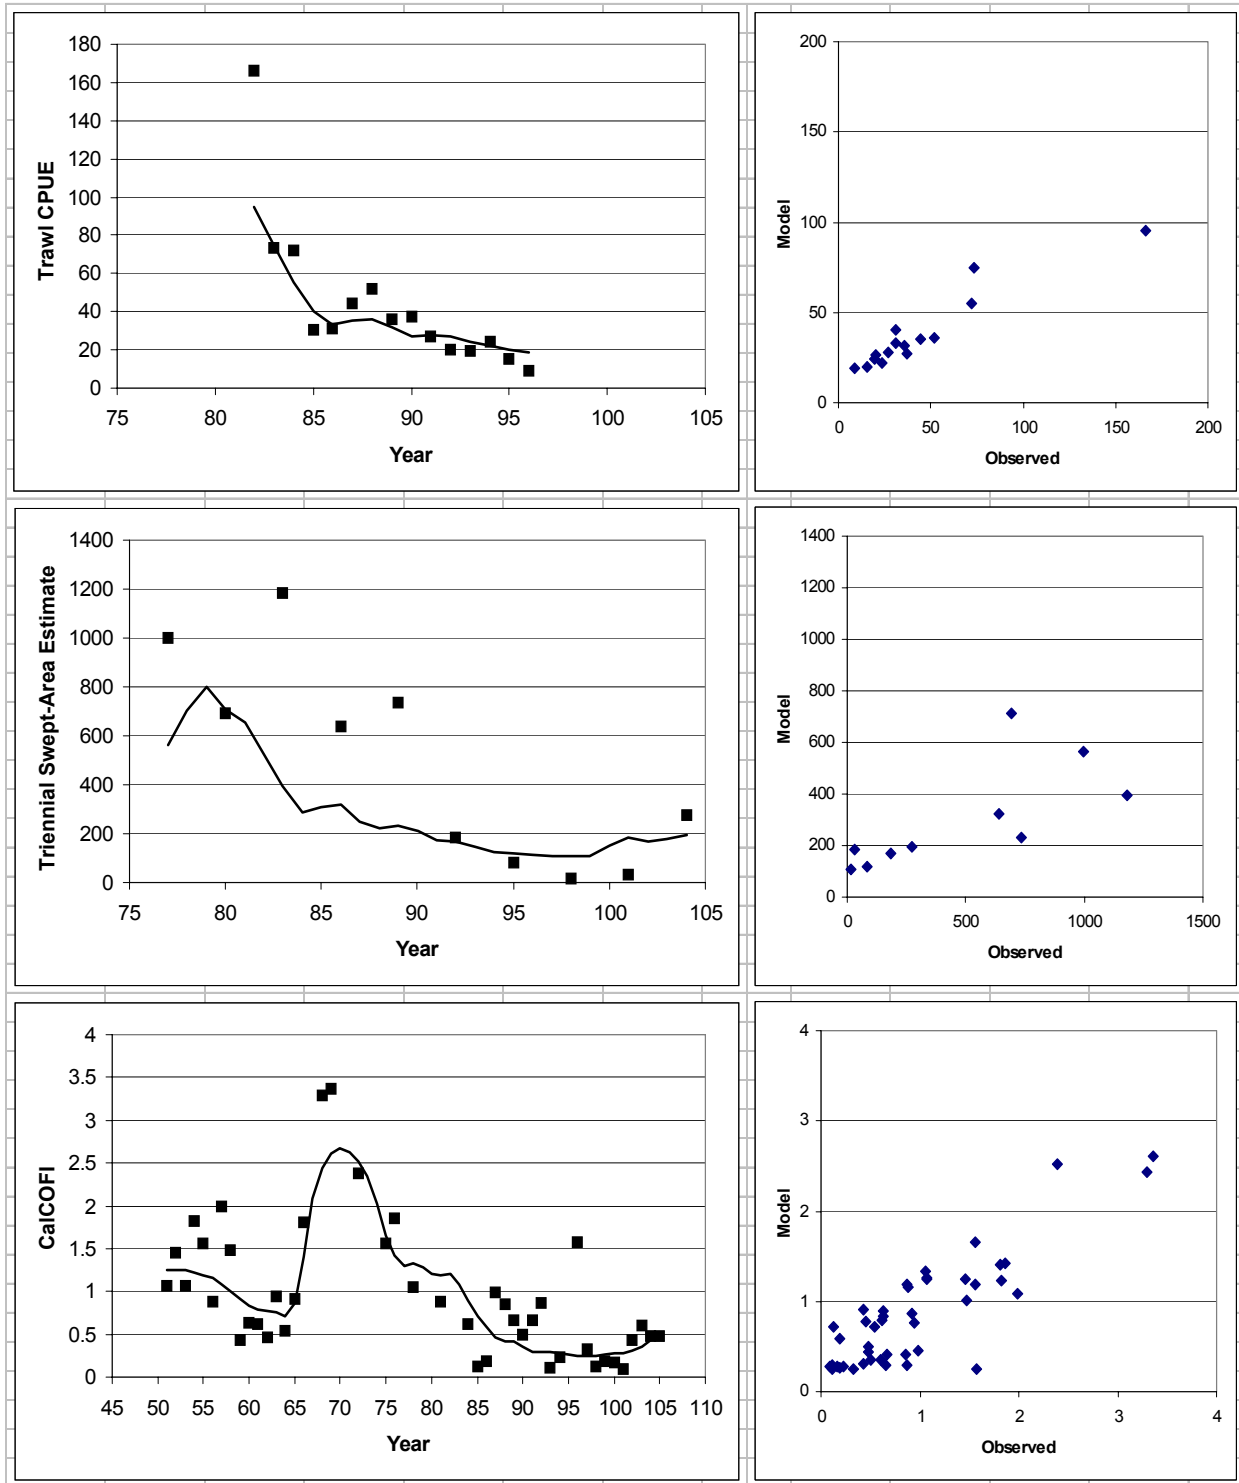 180
160
140
120
100
80
60
40
20
0
75 80 85 90 95 100 105
Trawl CPUE
Year
200
150
100
50
0
0 50 100 150 200
Model
Observed
1400
1200
1000
800
600
400
200
0
75 80 85 90 95 100 105
Triennial Swept-Area Estimate
Year
1400
1200
1000
800
600
400
200
0
0 500 1000 1500
Model
Observed
4
3.5
3
2.5
2
1.5
1
0.5
0
45 50 55 60 65 70 75 80 85 90 95 100 105 110
CalCOFI
Year
4
3
2
1
0
0 1 2 3 4
Model
Observed